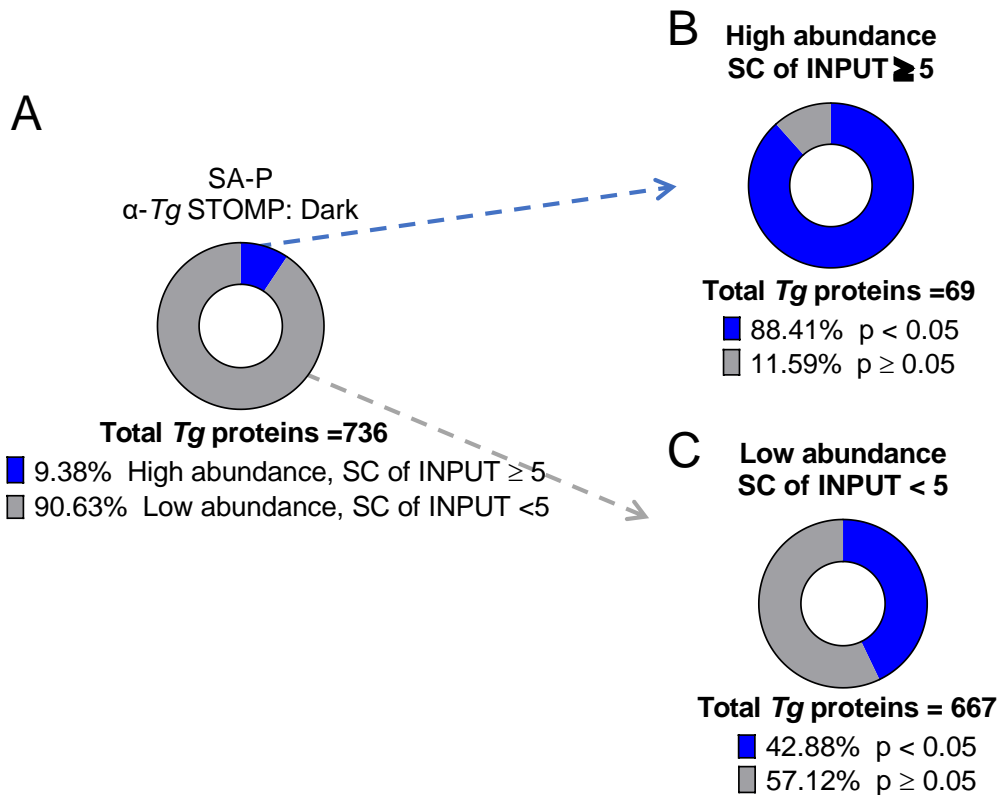 A
SA-P
α-Tg STOMP: Dark
Total Tg proteins =736
9.38% High abundance, SC of INPUT ≥ 5
90.63% Low abundance, SC of INPUT <5
B
High abundance
SC of INPUT ≧ 5
Total Tg proteins =69
88.41% p < 0.05
11.59% p ≥ 0.05
C
Low abundance
SC of INPUT < 5
Total Tg proteins = 667
42.88% p < 0.05
57.12% p ≥ 0.05